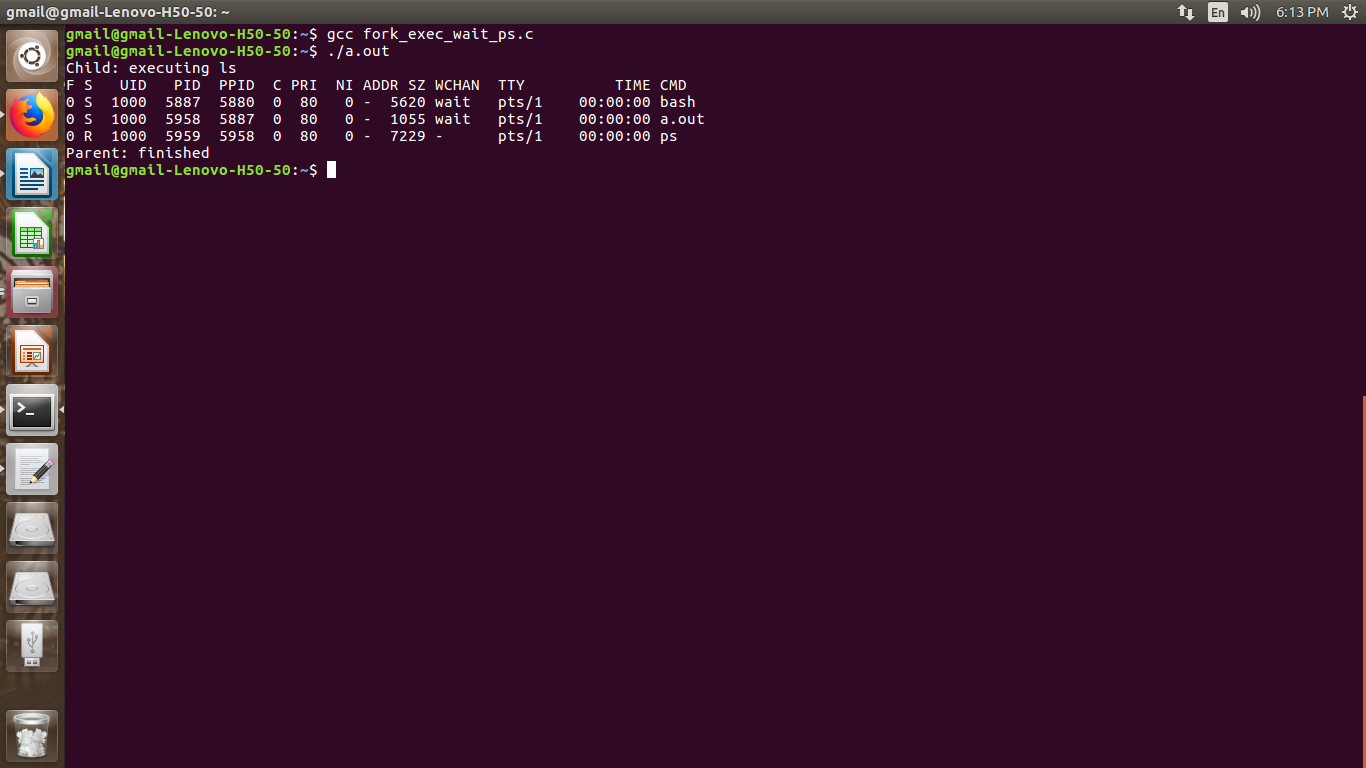 gmail@gmail-Lenovo-H50-50: ~
En
6:13 PM
gmail@gmail-Lenovo-H50-50:~$ gcc fork_exec_wait_ps.c
gmail@gmail-Lenovo-H50-50:~$ ./a.out
Child: executing ls
F S   UID   PID  PPID  C PRI  NI ADDR SZ WCHAN  TTY          TIME CMD
0 S  1000  5887  5880  0  80   0 -  5620 wait   pts/1    00:00:00 bash
0 S  1000  5958  5887  0  80   0 -  1055 wait   pts/1    00:00:00 a.out
0 R  1000  5959  5958  0  80   0 -  7229 -      pts/1    00:00:00 ps
Parent: finished
gmail@gmail-Lenovo-H50-50:~$